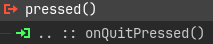 pressed()
.. :: onQuitPressed()